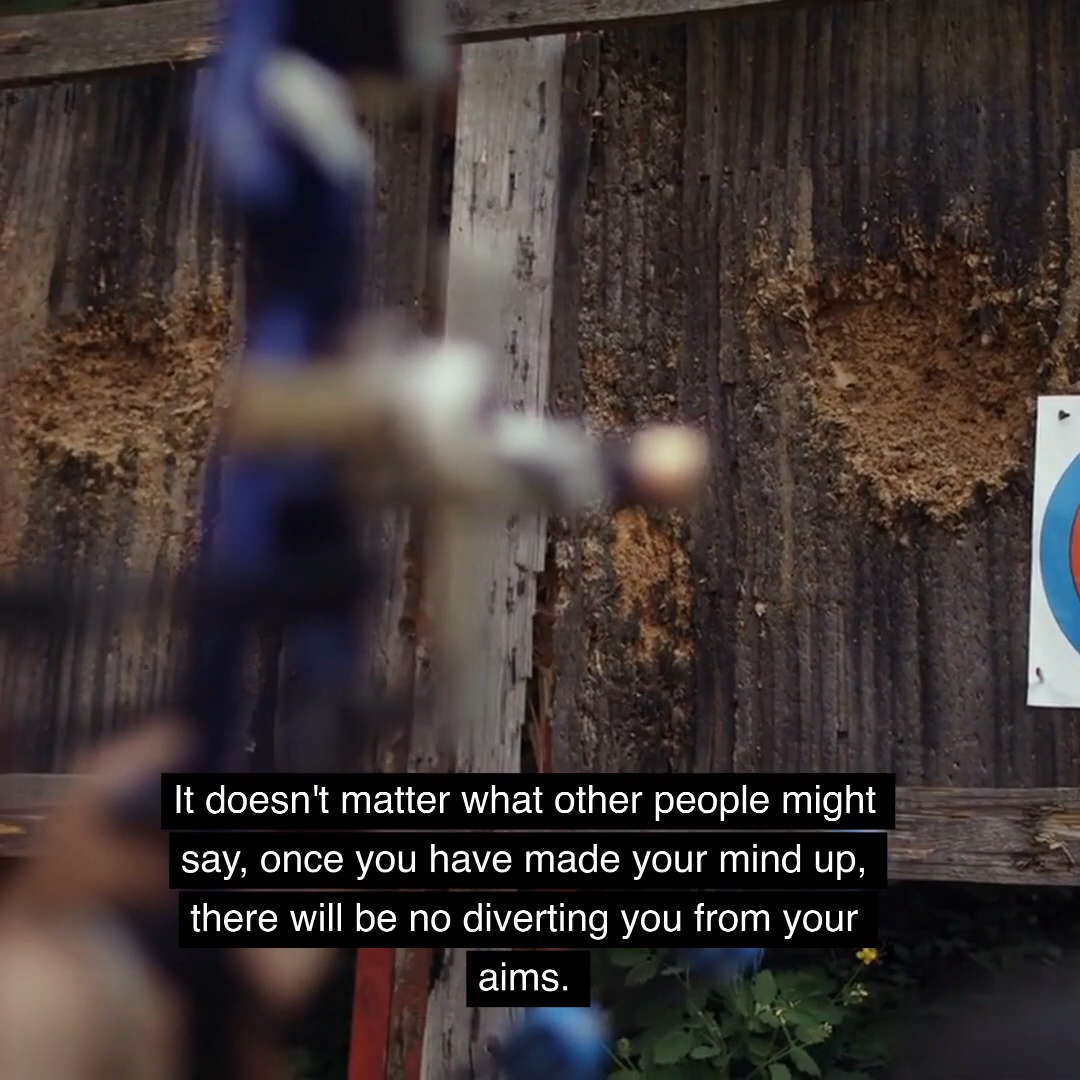 It doesn't matter what other people might
say, once you have made your mind up,
there will be no diverting you from your
aims.